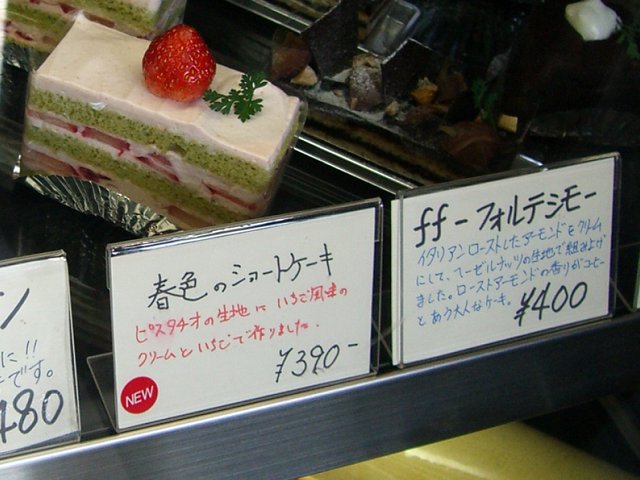 ン
に!!
です。
480
春色のショートケーキ
ピスタチオの生地にいちご風味の
クリームといちごで作りました。
¥390-
NEW
ff-フォルテシモー
イタリアンローストしたアーモンドをクリーム
にして、ヘーゼルナッツの生地で組み上げ
ました。ローストアーモンドの香りがコーヒー
と合う大人なケーキ。
¥400